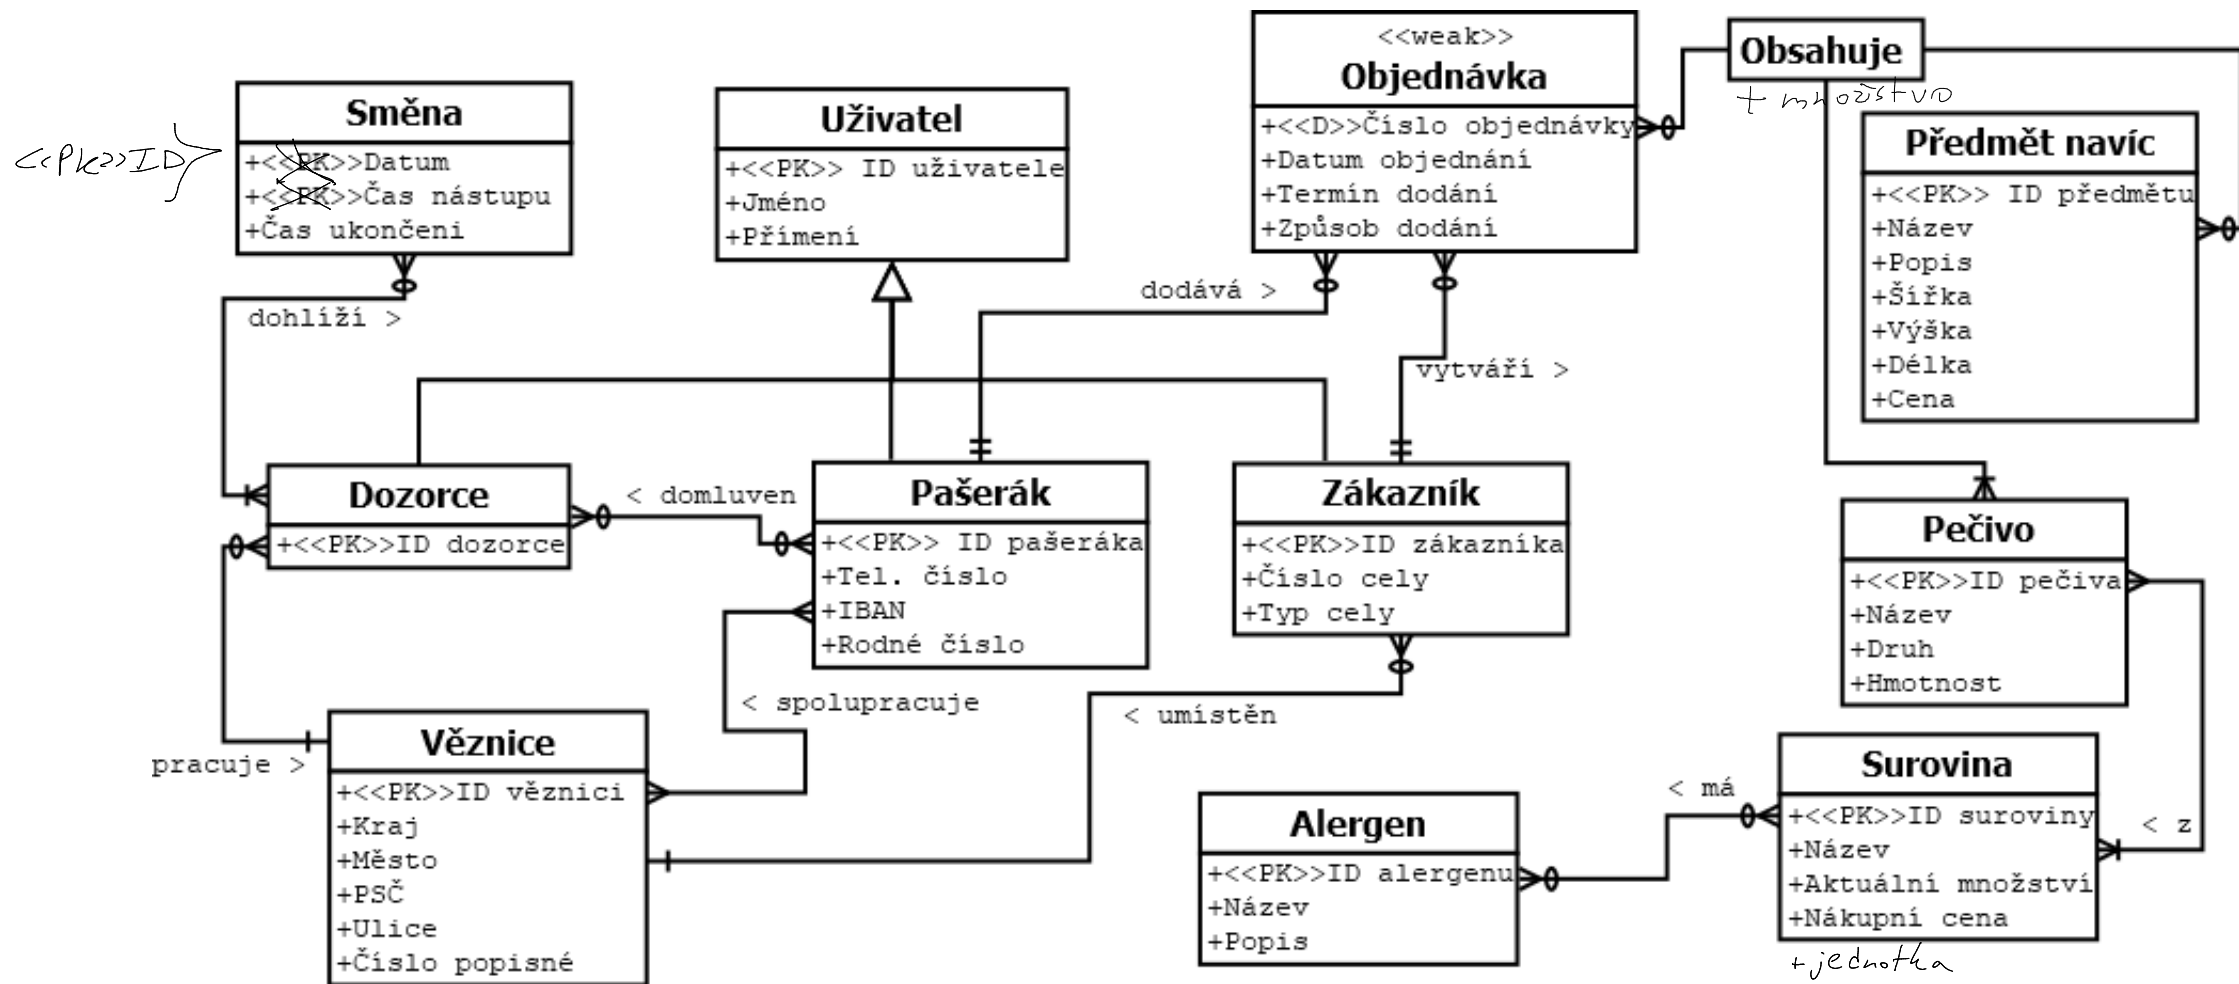 Směna
<<PK>>ID
+<<PK>>Datum
+<<PK>>Čas nástupu
+Čas ukončeni
Uživatel
+<<PK>> ID uživatele
+Jméno
+Přímení
<<weak>>
Objednávka
+<<D>>Číslo objednávky
+Datum objednání
+Termín dodání
+Způsob dodání
Obsahuje
+ množstvo
Předmět navíc
+<<PK>> ID předmětu
+Název
+Popis
+Šířka
+Výška
+Délka
+Cena
dohlíží >
dodává >
vytváří >
Dozorce
+<<PK>>ID dozorce
< domluven
Pašerák
+<<PK>> ID pašeráka
+Tel. číslo
+IBAN
+Rodné číslo
Zákazník
+<<PK>>ID zákazníka
+Číslo cely
+Typ cely
Pečivo
+<<PK>>ID pečiva
+Název
+Druh
+Hmotnost
< spolupracuje
< umístěn
pracuje >
Věznice
+<<PK>>ID věznici
+Kraj
+Město
+PSČ
+Ulice
+Číslo popisné
Alergen
+<<PK>>ID alergenu
+Název
+Popis
< má
< z
Surovina
+<<PK>>ID suroviny
+Název
+Aktuální množství
+Nákupní cena
+jednotka